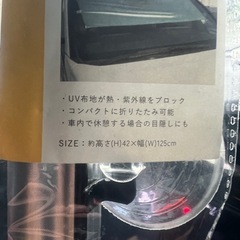 ・UV布地が熱・紫外線をブロック
・コンパクトに折りたたみ可能
・車内で休憩する場合の目隠しにも
SIZE：約高さ(H)42×幅(W)125cm